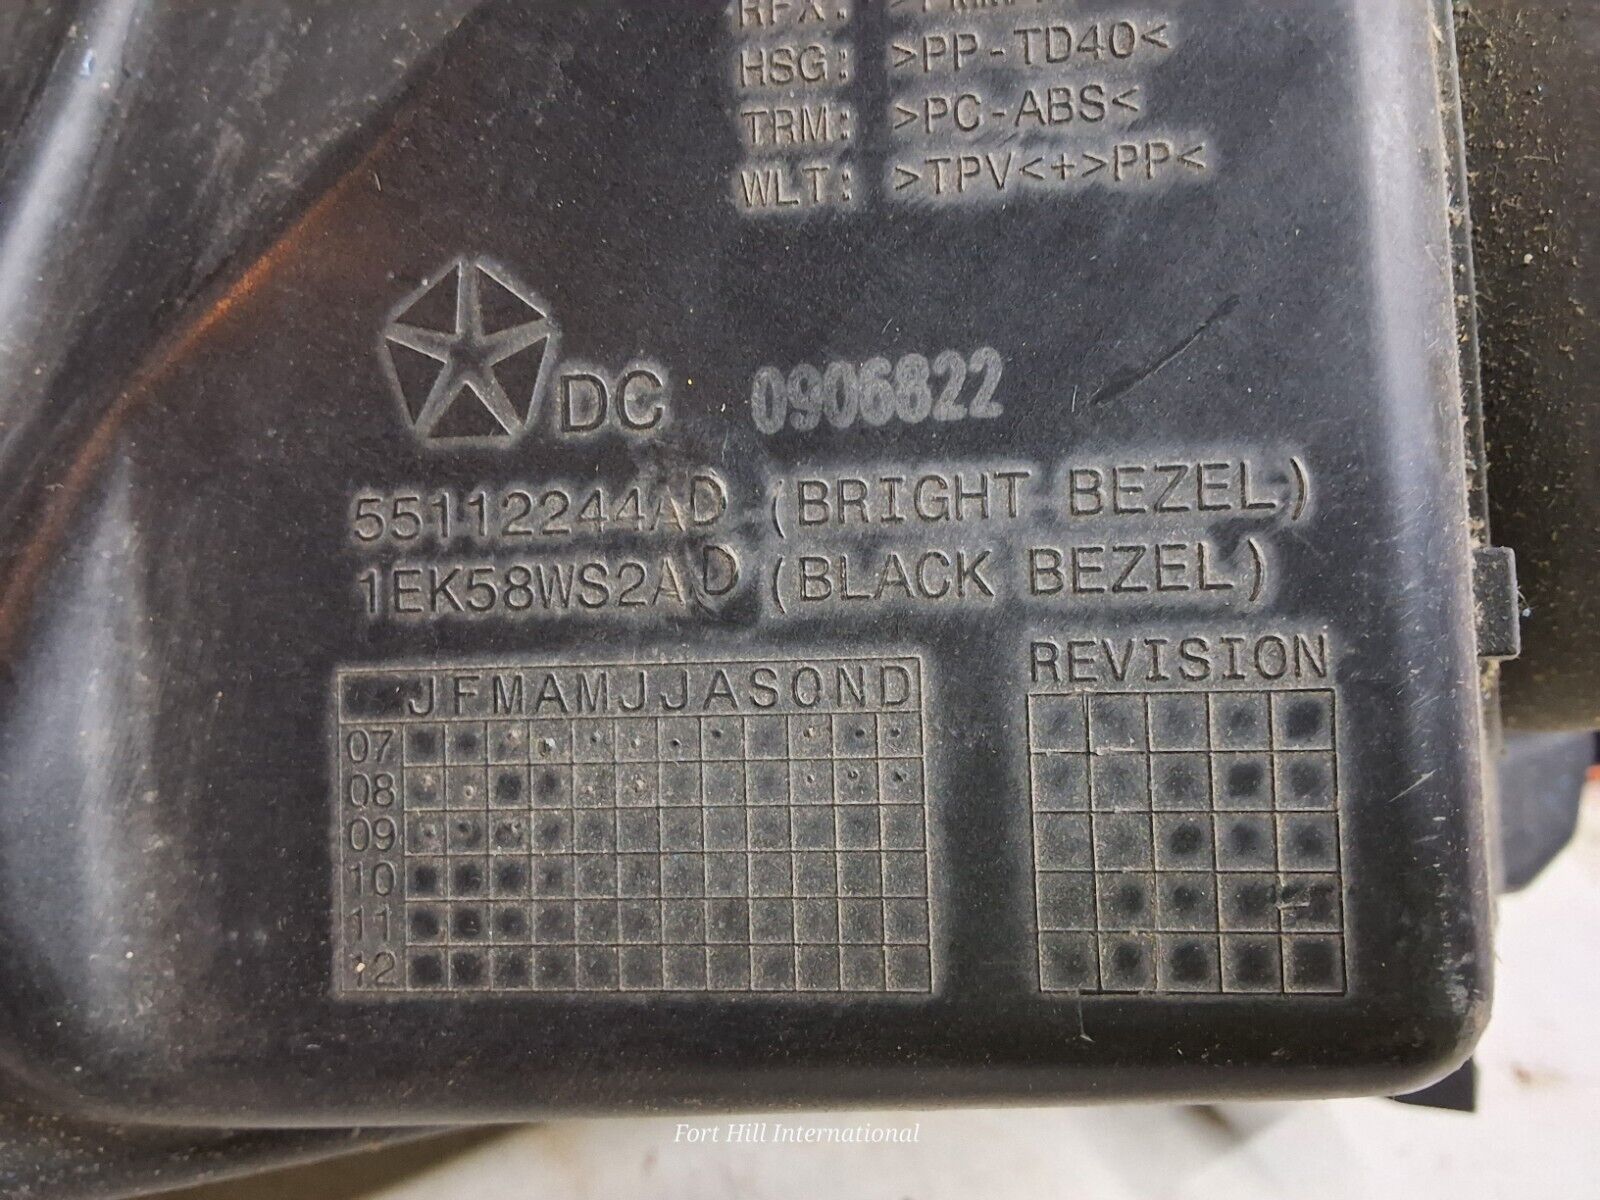 RFX:
HSG: >PP-TD40<
TRM: >PC-ABS<
WLT: >TPV<+>PP<
DC 0906822
55112244AD (BRIGHT BEZEL)
1EK58WS2AD (BLACK BEZEL)
REVISION
J F M A M J J A S O N D
07
08
09
10
11
12
Fort Hill International